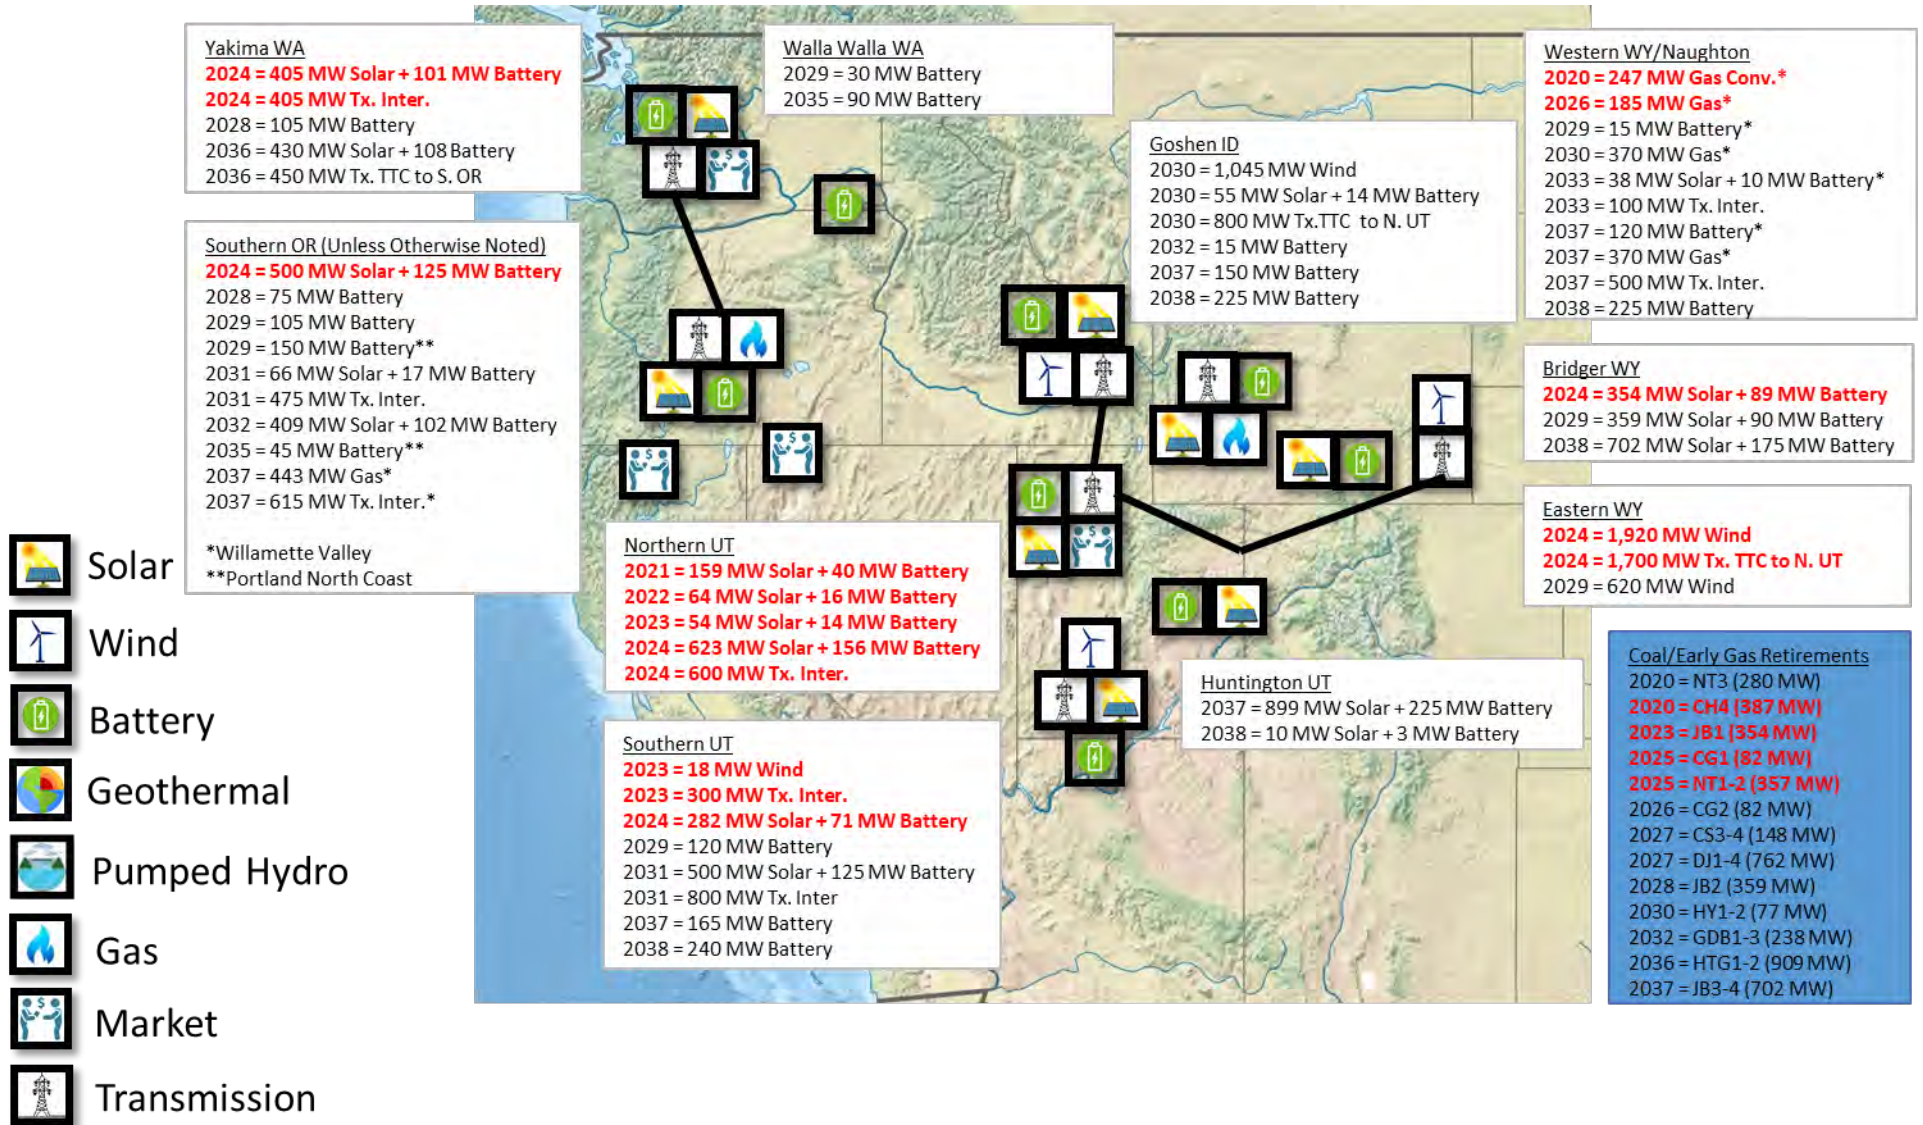 Yakima WA
2024 = 405 MW Solar + 101 MW Battery
2024 = 405 MW Tx. Inter.
2028 = 105 MW Battery
2036 = 430 MW Solar + 108 Battery
2036 = 450 MW Tx. TTC to S. OR
Walla Walla WA
2029 = 30 MW Battery
2035 = 90 MW Battery
Western WY/Naughton
2020 = 247 MW Gas Conv.*
2026 = 185 MW Gas*
2029 = 15 MW Battery*
2030 = 370 MW Gas*
2033 = 38 MW Solar + 10 MW Battery*
2033 = 100 MW Tx. Inter.
2037 = 120 MW Battery*
2037 = 370 MW Gas*
2037 = 500 MW Tx. Inter.
2038 = 225 MW Battery
Goshen ID
2030 = 1,045 MW Wind
2030 = 55 MW Solar + 14 MW Battery
2030 = 800 MW Tx.TTC to N. UT
2032 = 15 MW Battery
2037 = 150 MW Battery
2038 = 225 MW Battery
Southern OR (Unless Otherwise Noted)
2024 = 500 MW Solar + 125 MW Battery
2028 = 75 MW Battery
2029 = 105 MW Battery
2029 = 150 MW Battery**
2031 = 66 MW Solar + 17 MW Battery
2031 = 475 MW Tx. Inter.
2032 = 409 MW Solar + 102 MW Battery
2035 = 45 MW Battery**
2037 = 443 MW Gas*
2037 = 615 MW Tx. Inter.*
*Willamette Valley
**Portland North Coast
Bridger WY
2024 = 354 MW Solar + 89 MW Battery
2029 = 359 MW Solar + 90 MW Battery
2038 = 702 MW Solar + 175 MW Battery
Eastern WY
2024 = 1,920 MW Wind
2024 = 1,700 MW Tx. TTC to N. UT
2029 = 620 MW Wind
Northern UT
2021 = 159 MW Solar + 40 MW Battery
2022 = 64 MW Solar + 16 MW Battery
2023 = 54 MW Solar + 14 MW Battery
2024 = 623 MW Solar + 156 MW Battery
2024 = 600 MW Tx. Inter.
Huntington UT
2037 = 899 MW Solar + 225 MW Battery
2038 = 10 MW Solar + 3 MW Battery
Southern UT
2023 = 18 MW Wind
2023 = 300 MW Tx. Inter.
2024 = 282 MW Solar + 71 MW Battery
2029 = 120 MW Battery
2031 = 500 MW Solar + 125 MW Battery
2031 = 800 MW Tx. Inter
2037 = 165 MW Battery
2038 = 240 MW Battery
Coal/Early Gas Retirements
2020 = NT3 (280 MW)
2020 = CH4 (387 MW)
2023 = JB1 (354 MW)
2025 = CG1 (82 MW)
2025 = NT1-2 (357 MW)
2026 = CG2 (82 MW)
2027 = CS3-4 (148 MW)
2027 = DJ1-4 (762 MW)
2028 = JB2 (359 MW)
2030 = HY1-2 (77 MW)
2032 = GDB1-3 (238 MW)
2036 = HTG1-2 (909 MW)
2037 = JB3-4 (702 MW)
Solar
Wind
Battery
Geothermal
Pumped Hydro
Gas
Market
Transmission